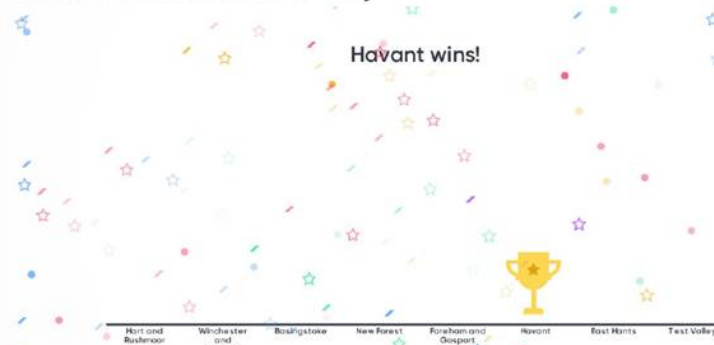 Havant wins!
Hart and Rushmoor
Winchester and
Basingstoke
New Forest
Fareham and Gosport
Havant
East Hants
Test Valley